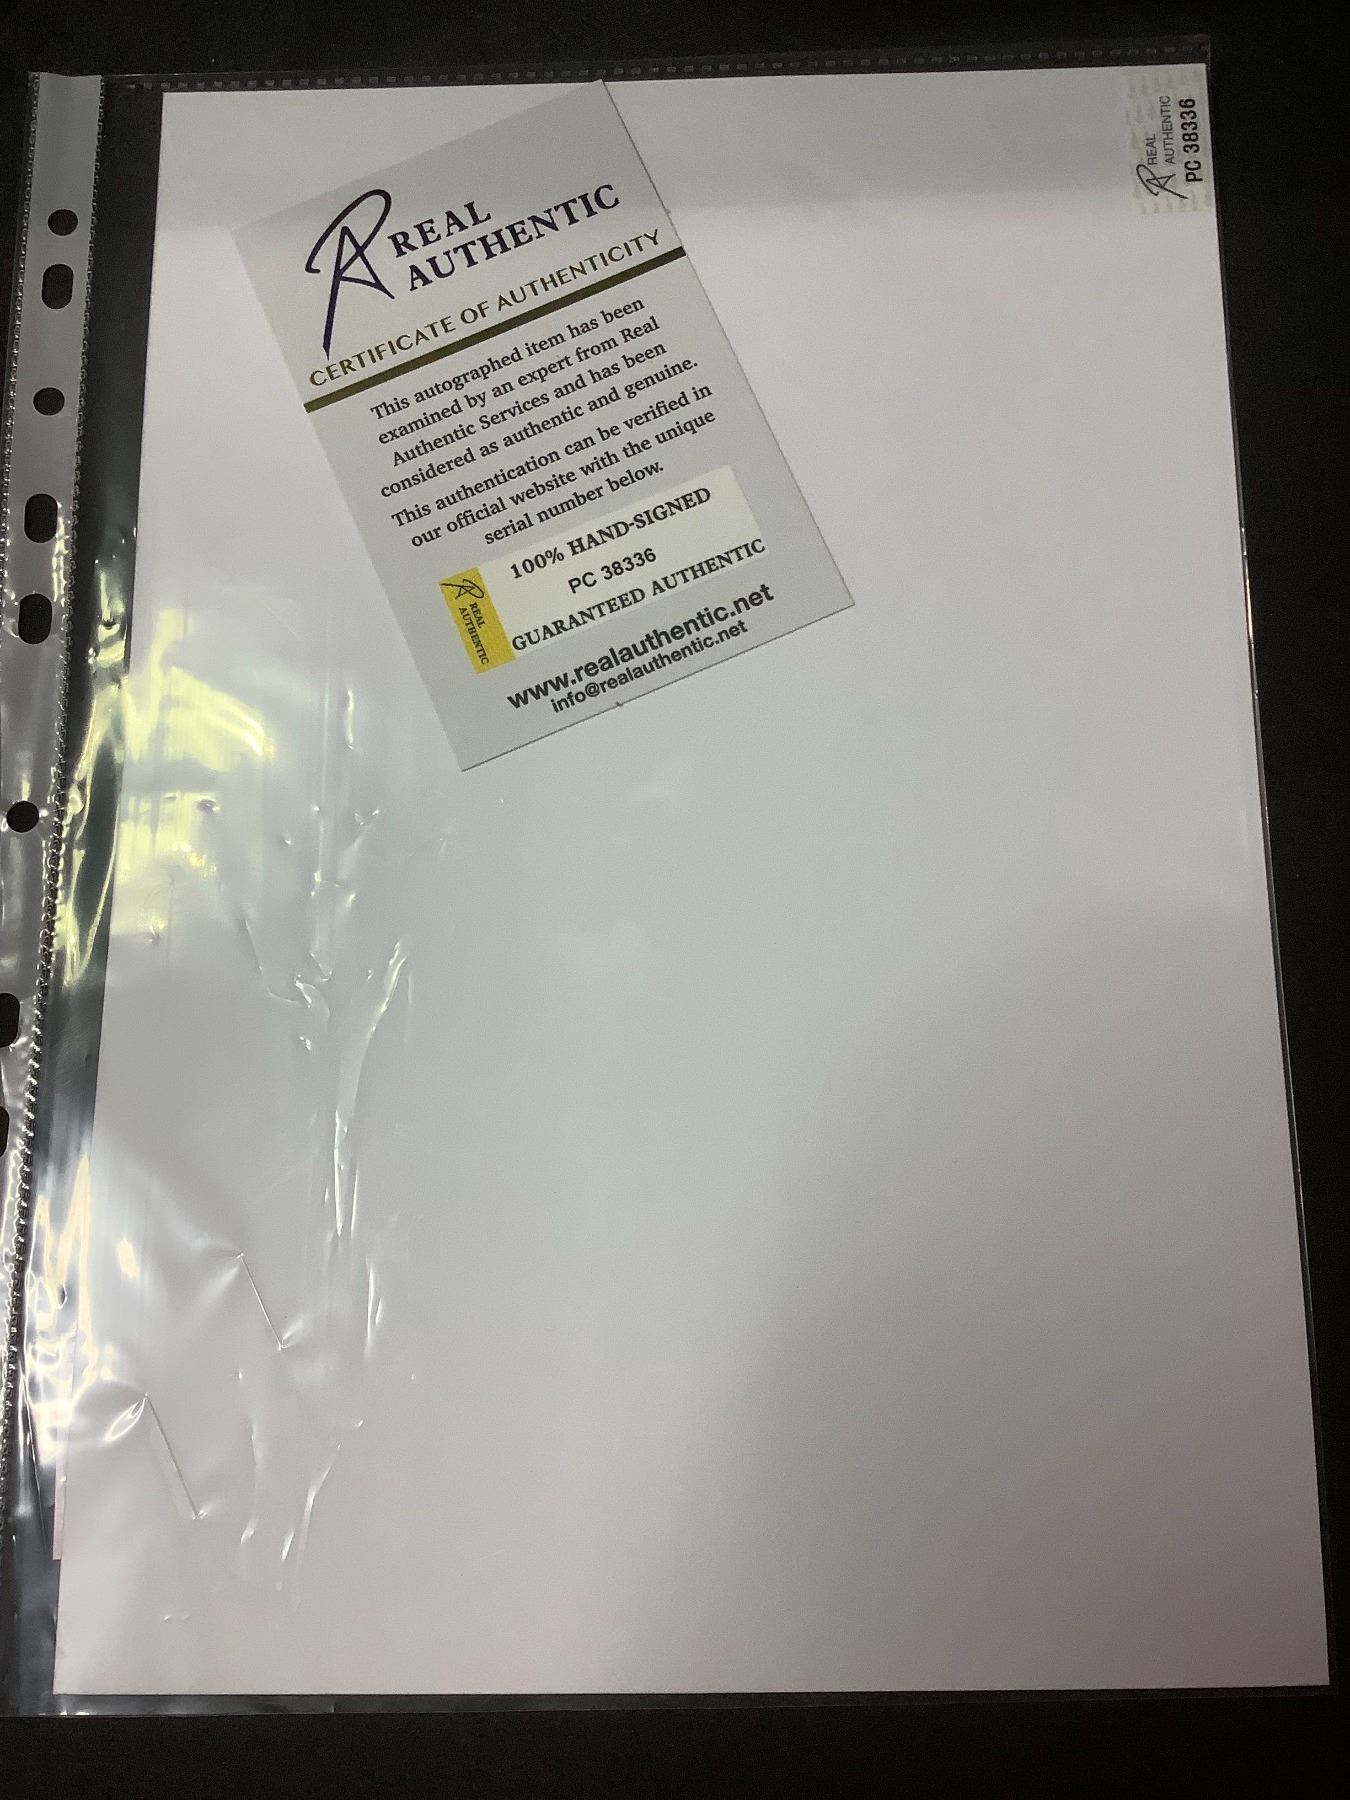 REAL
AUTHENTIC
CERTIFICATE OF AUTHENTICITY
This autographed item has been
examined by an expert from Real
Authentic Services and has been
considered as authentic and genuine.
This authentication can be verified in
our official website with the unique
serial number below.
REAL
AUTHENTIC
100% HAND-SIGNED
PC 38336
GUARANTEED AUTHENTIC
www.realauthentic.net
info@realauthentic.net
REAL
AUTHENTIC
PC 38336